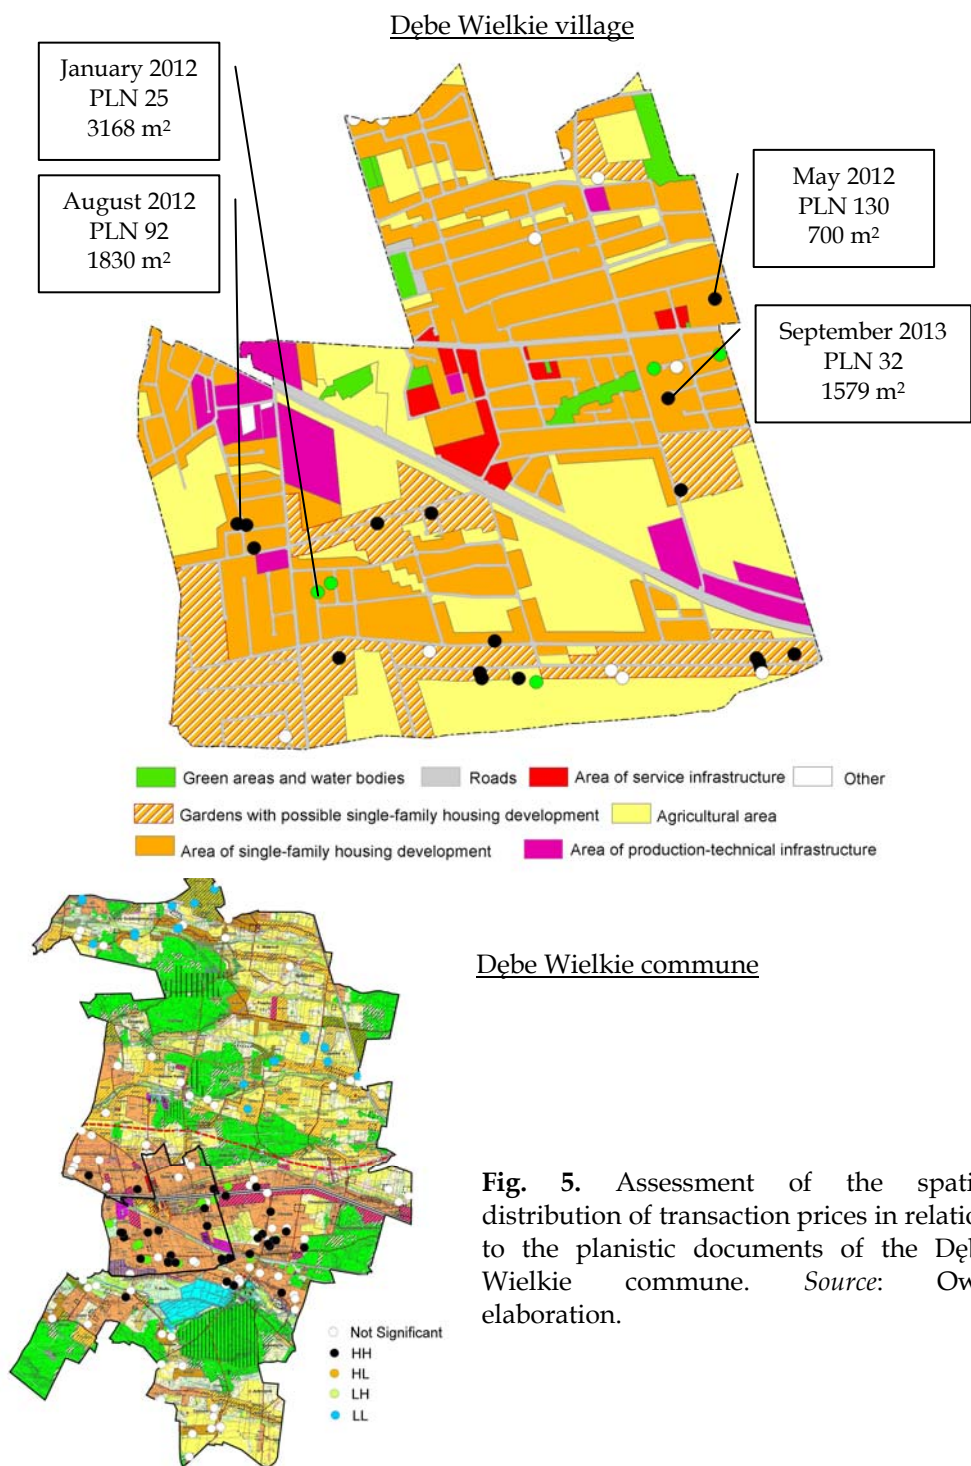 Dębe Wielkie village
January 2012
PLN 25
3168 m²
August 2012
PLN 92
1830 m²
May 2012
PLN 130
700 m²
September 2013
PLN 32
1579 m²
Green areas and water bodies
Roads
Area of service infrastructure
Other
Gardens with possible single-family housing development
Agricultural area
Area of single-family housing development
Area of production-technical infrastructure
Dębe Wielkie commune
Fig. 5. Assessment of the spati
distribution of transaction prices in relatio
to the planistic documents of the Dęb
Wielkie commune. Source: Ow
elaboration.
Not Significant
HH
HL
LH
LL